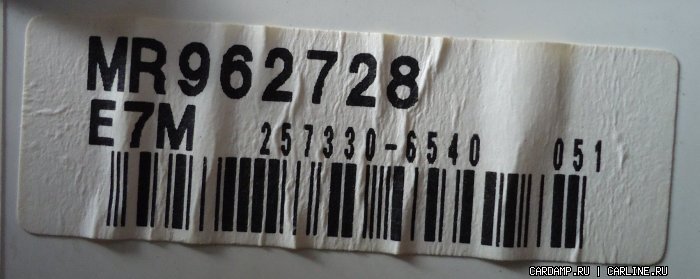 MR962728
E7M 257330-6540 051
CARDAMP.RU | CARLINE.RU